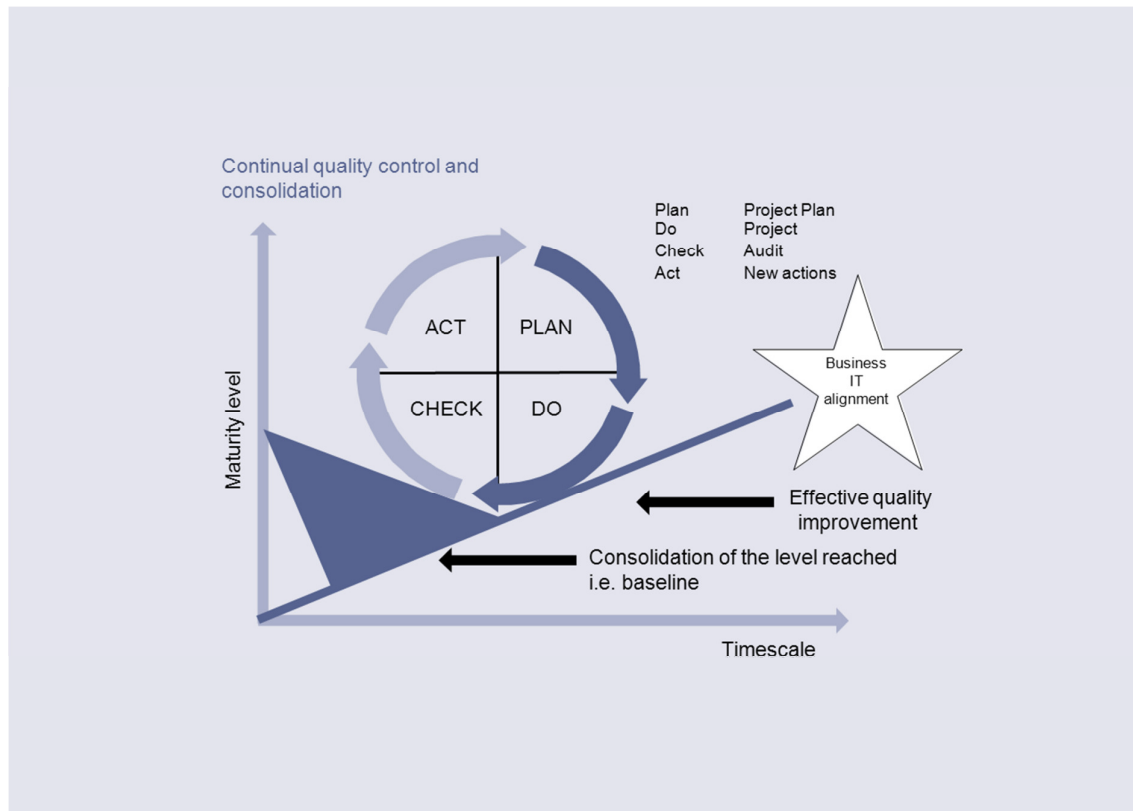 Continual quality control and
consolidation
Plan Project Plan
Do Project
Check Audit
Act New actions
ACT PLAN
CHECK DO
Business
IT
alignment
Maturity level
Effective quality
improvement
Consolidation of the level reached
i.e. baseline
Timescale